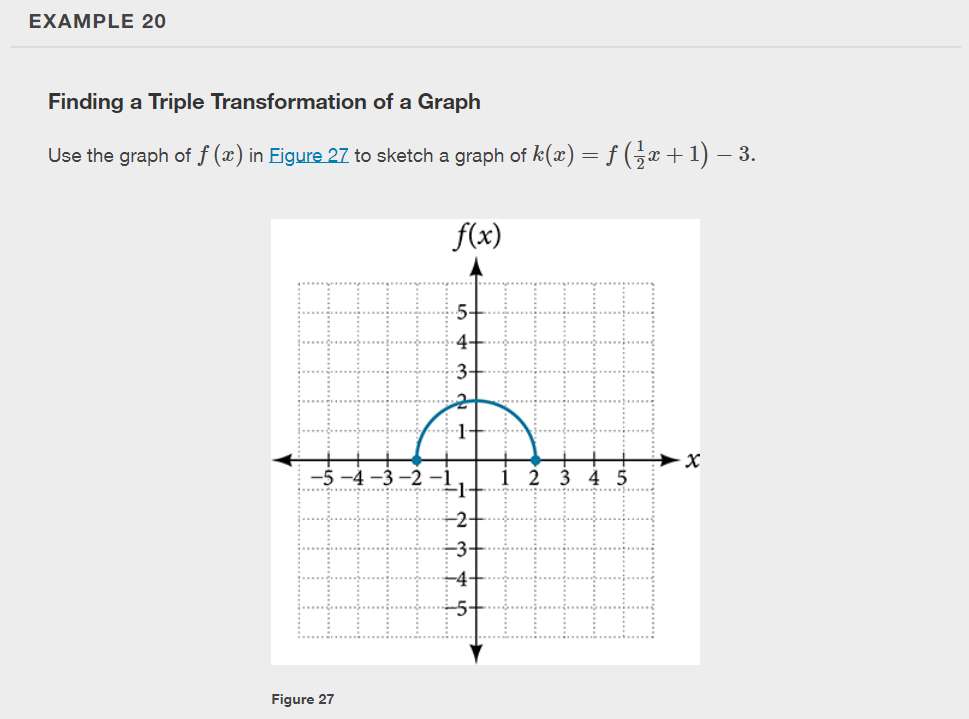 EXAMPLE 20
Finding a Triple Transformation of a Graph
Use the graph of f (x) in Figure 27 to sketch a graph of k(x) = f (1/2 x + 1) − 3.
f(x)
5
4
3
2
1
x
−5 −4 −3 −2 −1 1 2 3 4 5
−1
−2
−3
−4
−5
Figure 27